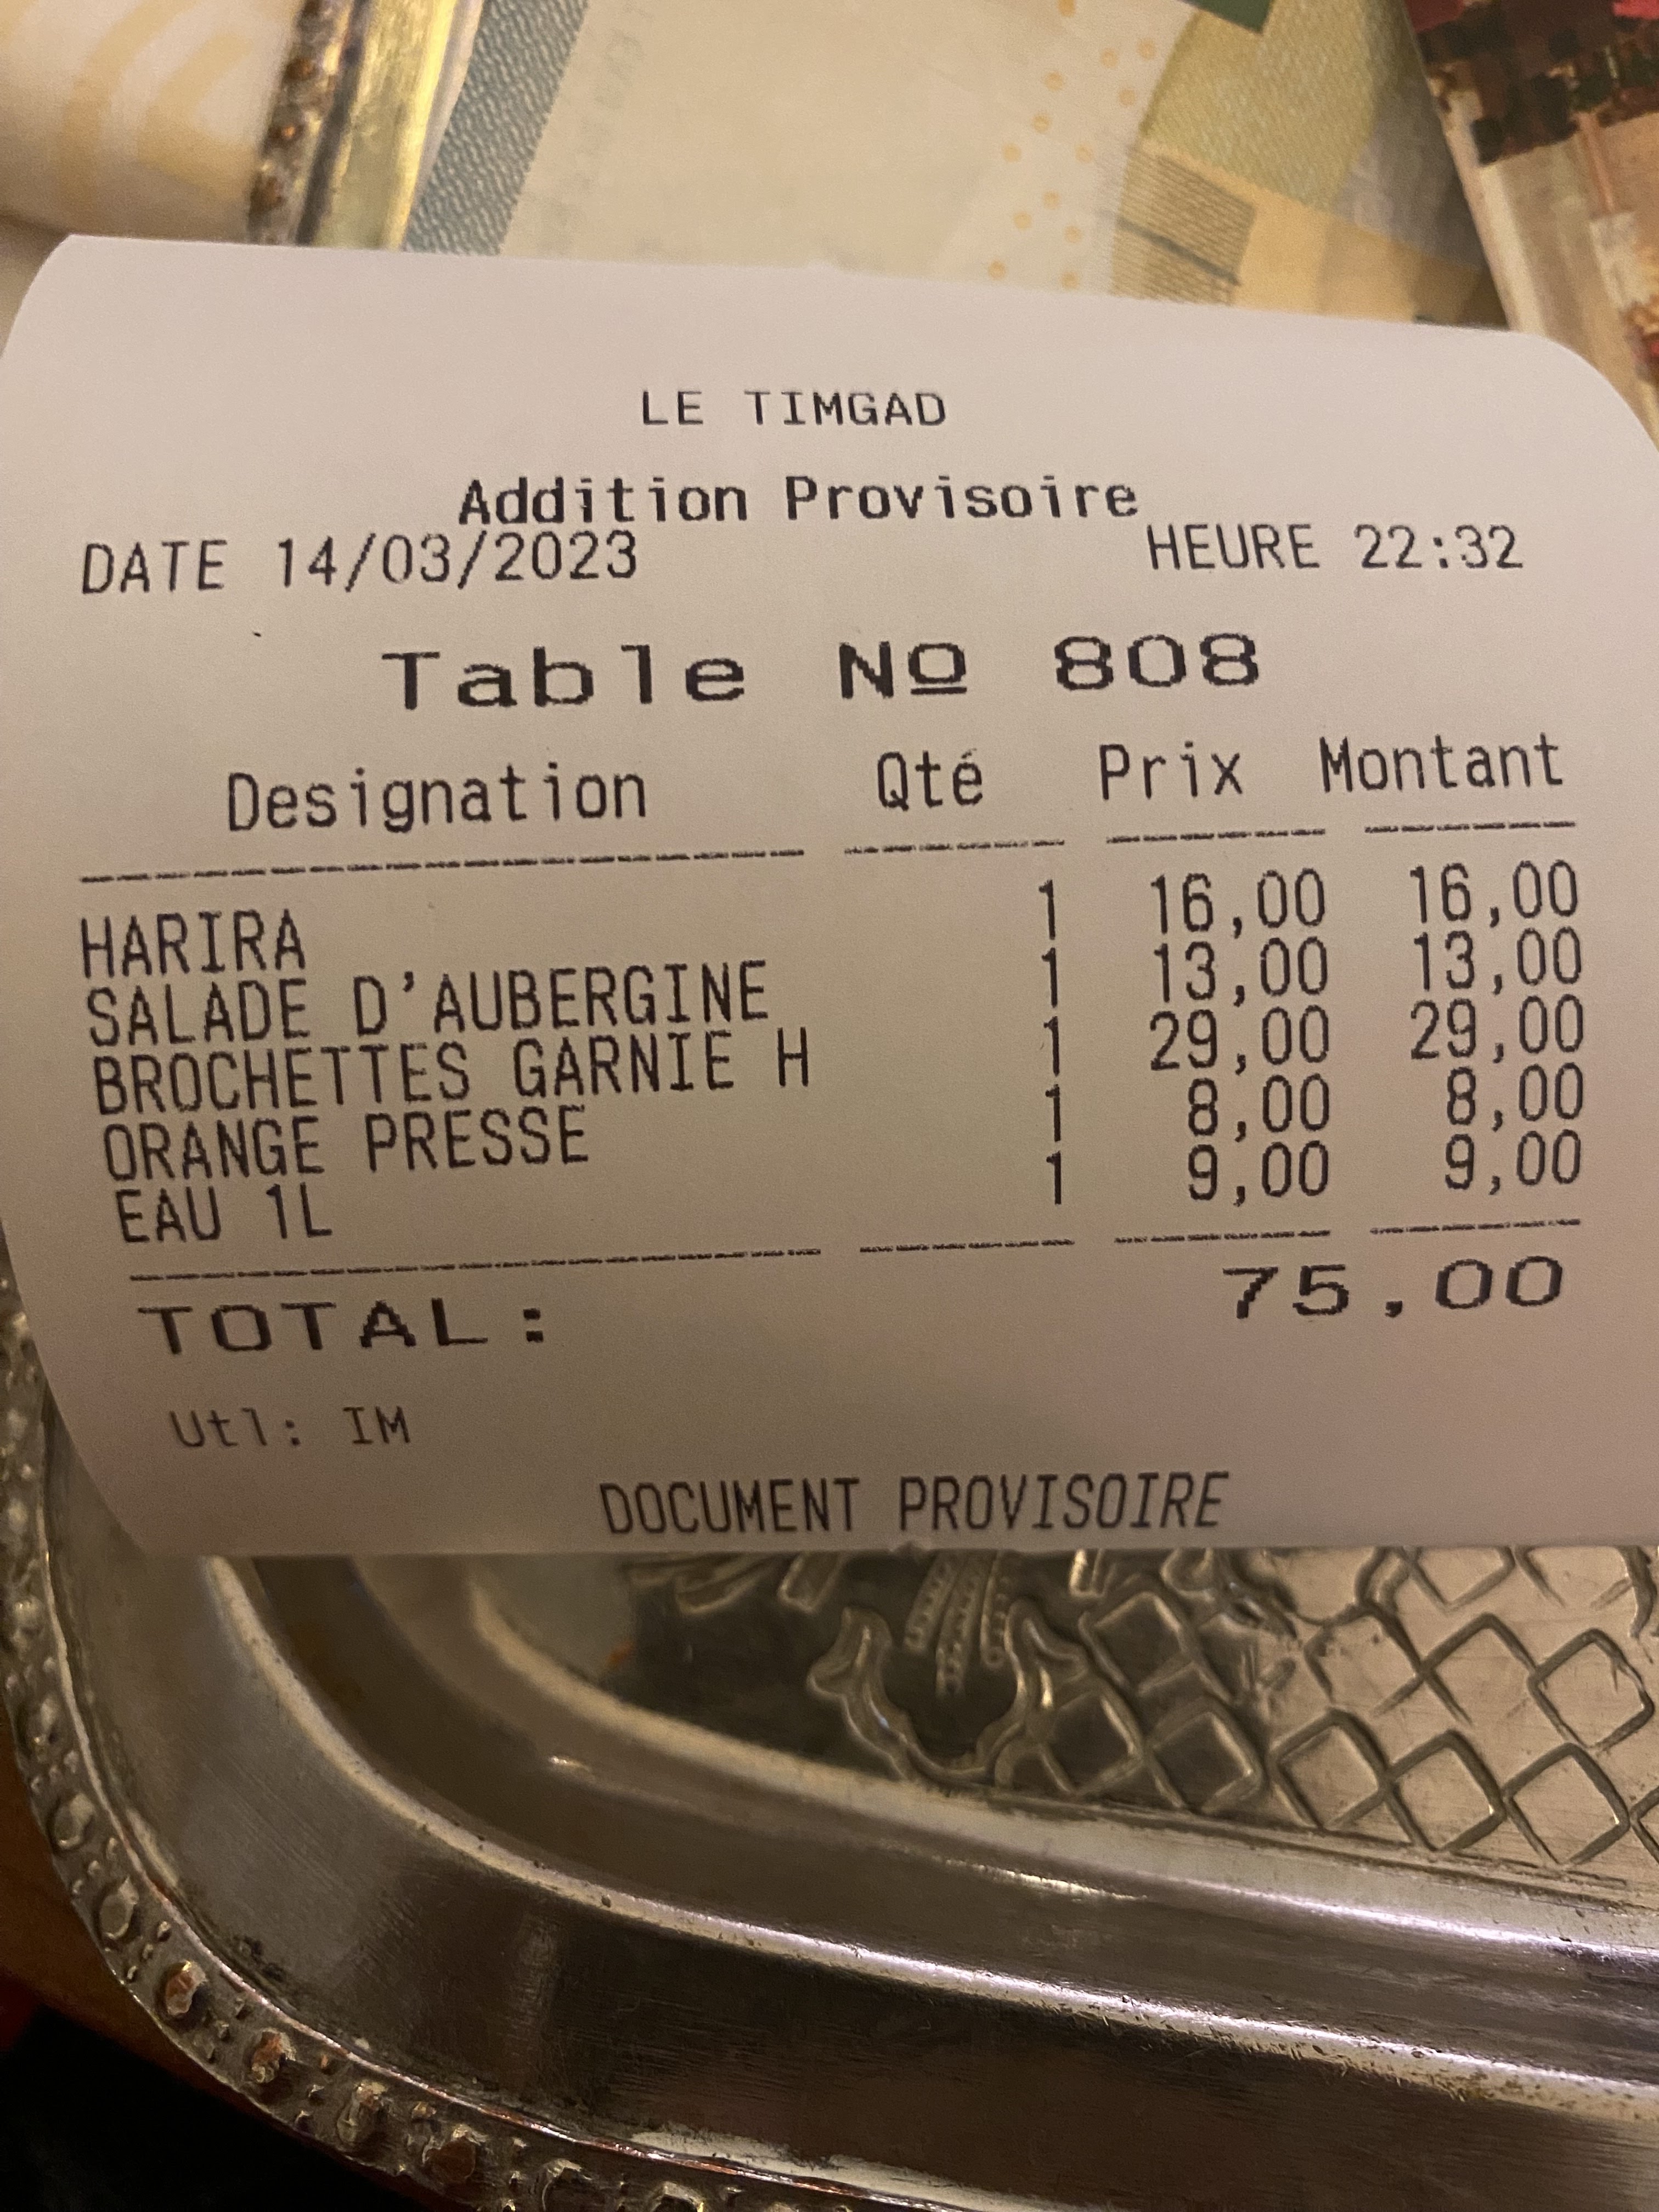 LE TIMGAD
Addition Provisoire
DATE 14/03/2023 HEURE 22:32
Table Nº 808
Designation Qté Prix Montant
HARIRA 1 16,00 16,00
SALADE D'AUBERGINE 1 13,00 13,00
BROCHETTES GARNIE H 1 29,00 29,00
ORANGE PRESSE 1 8,00 8,00
EAU 1L 1 9,00 9,00
TOTAL: 75.00
Utl: IM
DOCUMENT PROVISOIRE